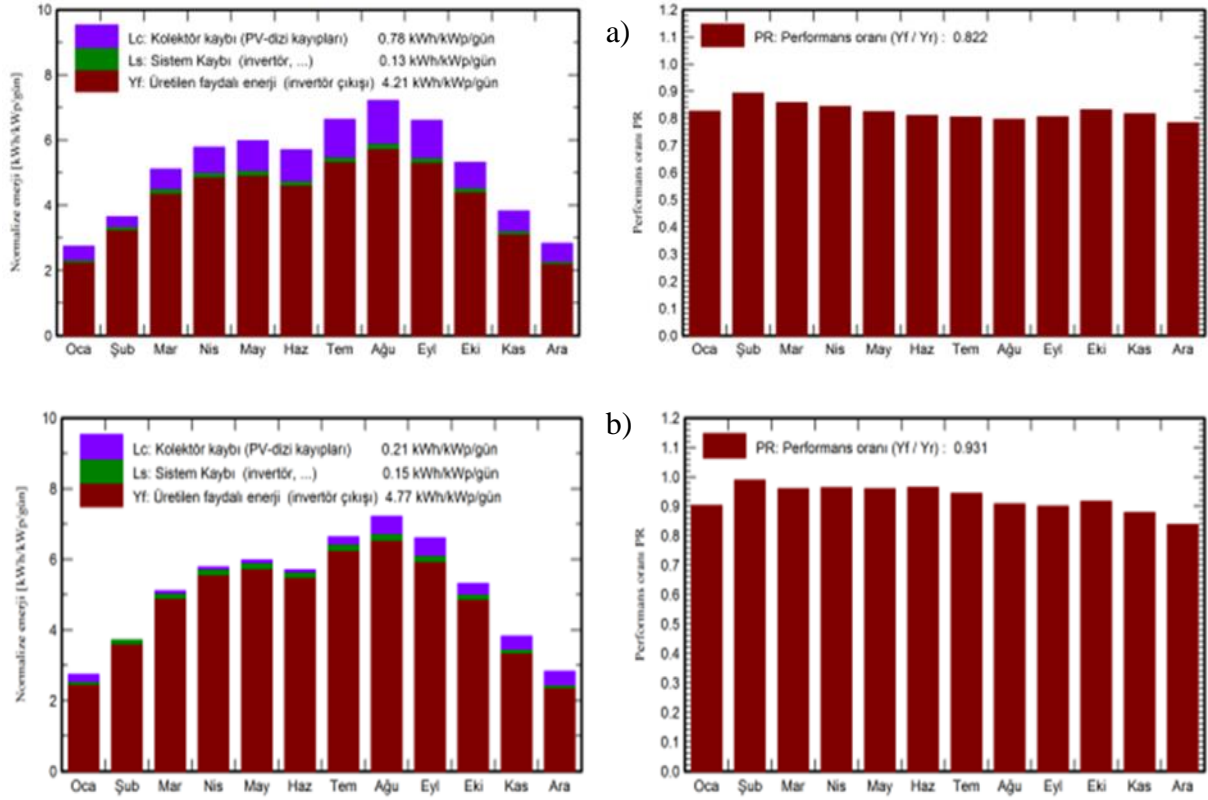 10
8
6
4
2
0
Normalize enerji [kWh/kWp/gün]
Lc: Kolektör kaybı (PV-dizi kayıpları) 0.78 kWh/kWp/gün
Ls: Sistem Kaybı (invertör, ...) 0.13 kWh/kWp/gün
Yf: Üretilen faydalı enerji (invertör çıkışı) 4.21 kWh/kWp/gün
Oca Şub Mar Nis May Haz Tem Ağu Eyl Eki Kas Ara
a)
1.2
1.1
1.0
0.9
0.8
0.7
0.6
0.5
0.4
0.3
0.2
0.1
0.0
Performans oranı PR
PR: Performans oranı (Yf / Yr) : 0.822
Oca Şub Mar Nis May Haz Tem Ağu Eyl Eki Kas Ara
10
8
6
4
2
0
Normalize enerji [kWh/kWp/gün]
Lc: Kolektör kaybı (PV-dizi kayıpları) 0.21 kWh/kWp/gün
Ls: Sistem Kaybı (invertör, ...) 0.15 kWh/kWp/gün
Yf: Üretilen faydalı enerji (invertör çıkışı) 4.77 kWh/kWp/gün
Oca Şub Mar Nis May Haz Tem Ağu Eyl Eki Kas Ara
b)
1.2
1.1
1.0
0.9
0.8
0.7
0.6
0.5
0.4
0.3
0.2
0.1
0.0
Performans oranı PR
PR: Performans oranı (Yf / Yr) : 0.931
Oca Şub Mar Nis May Haz Tem Ağu Eyl Eki Kas Ara